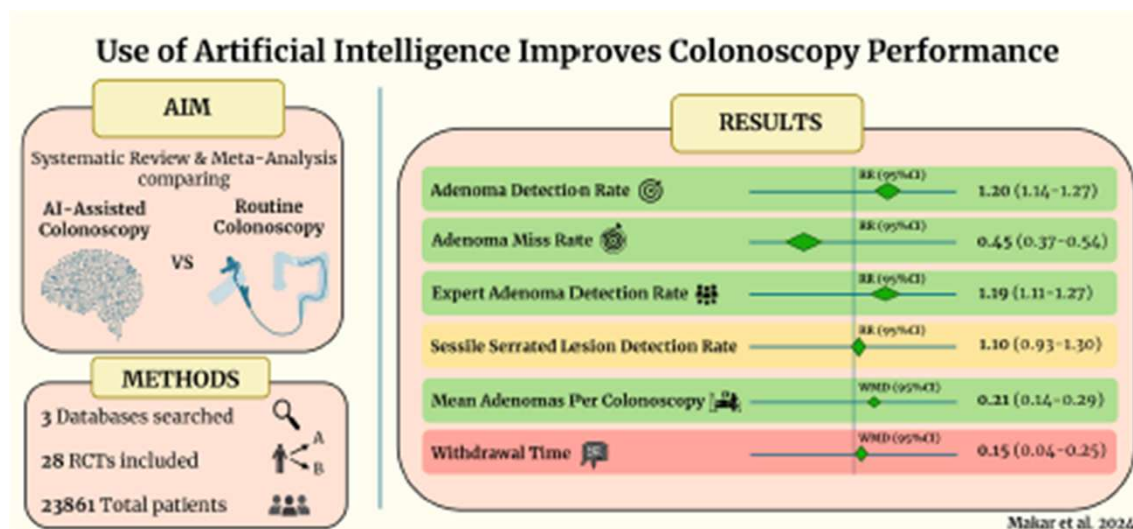 Use of Artificial Intelligence Improves Colonoscopy Performance
AIM
Systematic Review & Meta-Analysis
comparing
AI-Assisted
Colonoscopy
VS
Routine
Colonoscopy
METHODS
3 Databases searched
28 RCTs included
A
B
23861 Total patients
RESULTS
Adenoma Detection Rate RR (95%CI) 1.20 (1.14-1.27)
Adenoma Miss Rate RR (95%CI) 0.45 (0.37-0.54)
Expert Adenoma Detection Rate RR (95%CI) 1.19 (1.11-1.27)
Sessile Serrated Lesion Detection Rate RR (95%CI) 1.10 (0.93-1.30)
Mean Adenomas Per Colonoscopy WMD (95%CI) 0.21 (0.14-0.29)
Withdrawal Time WMD (95%CI) 0.15 (0.04-0.25)
Makar et al. 2024